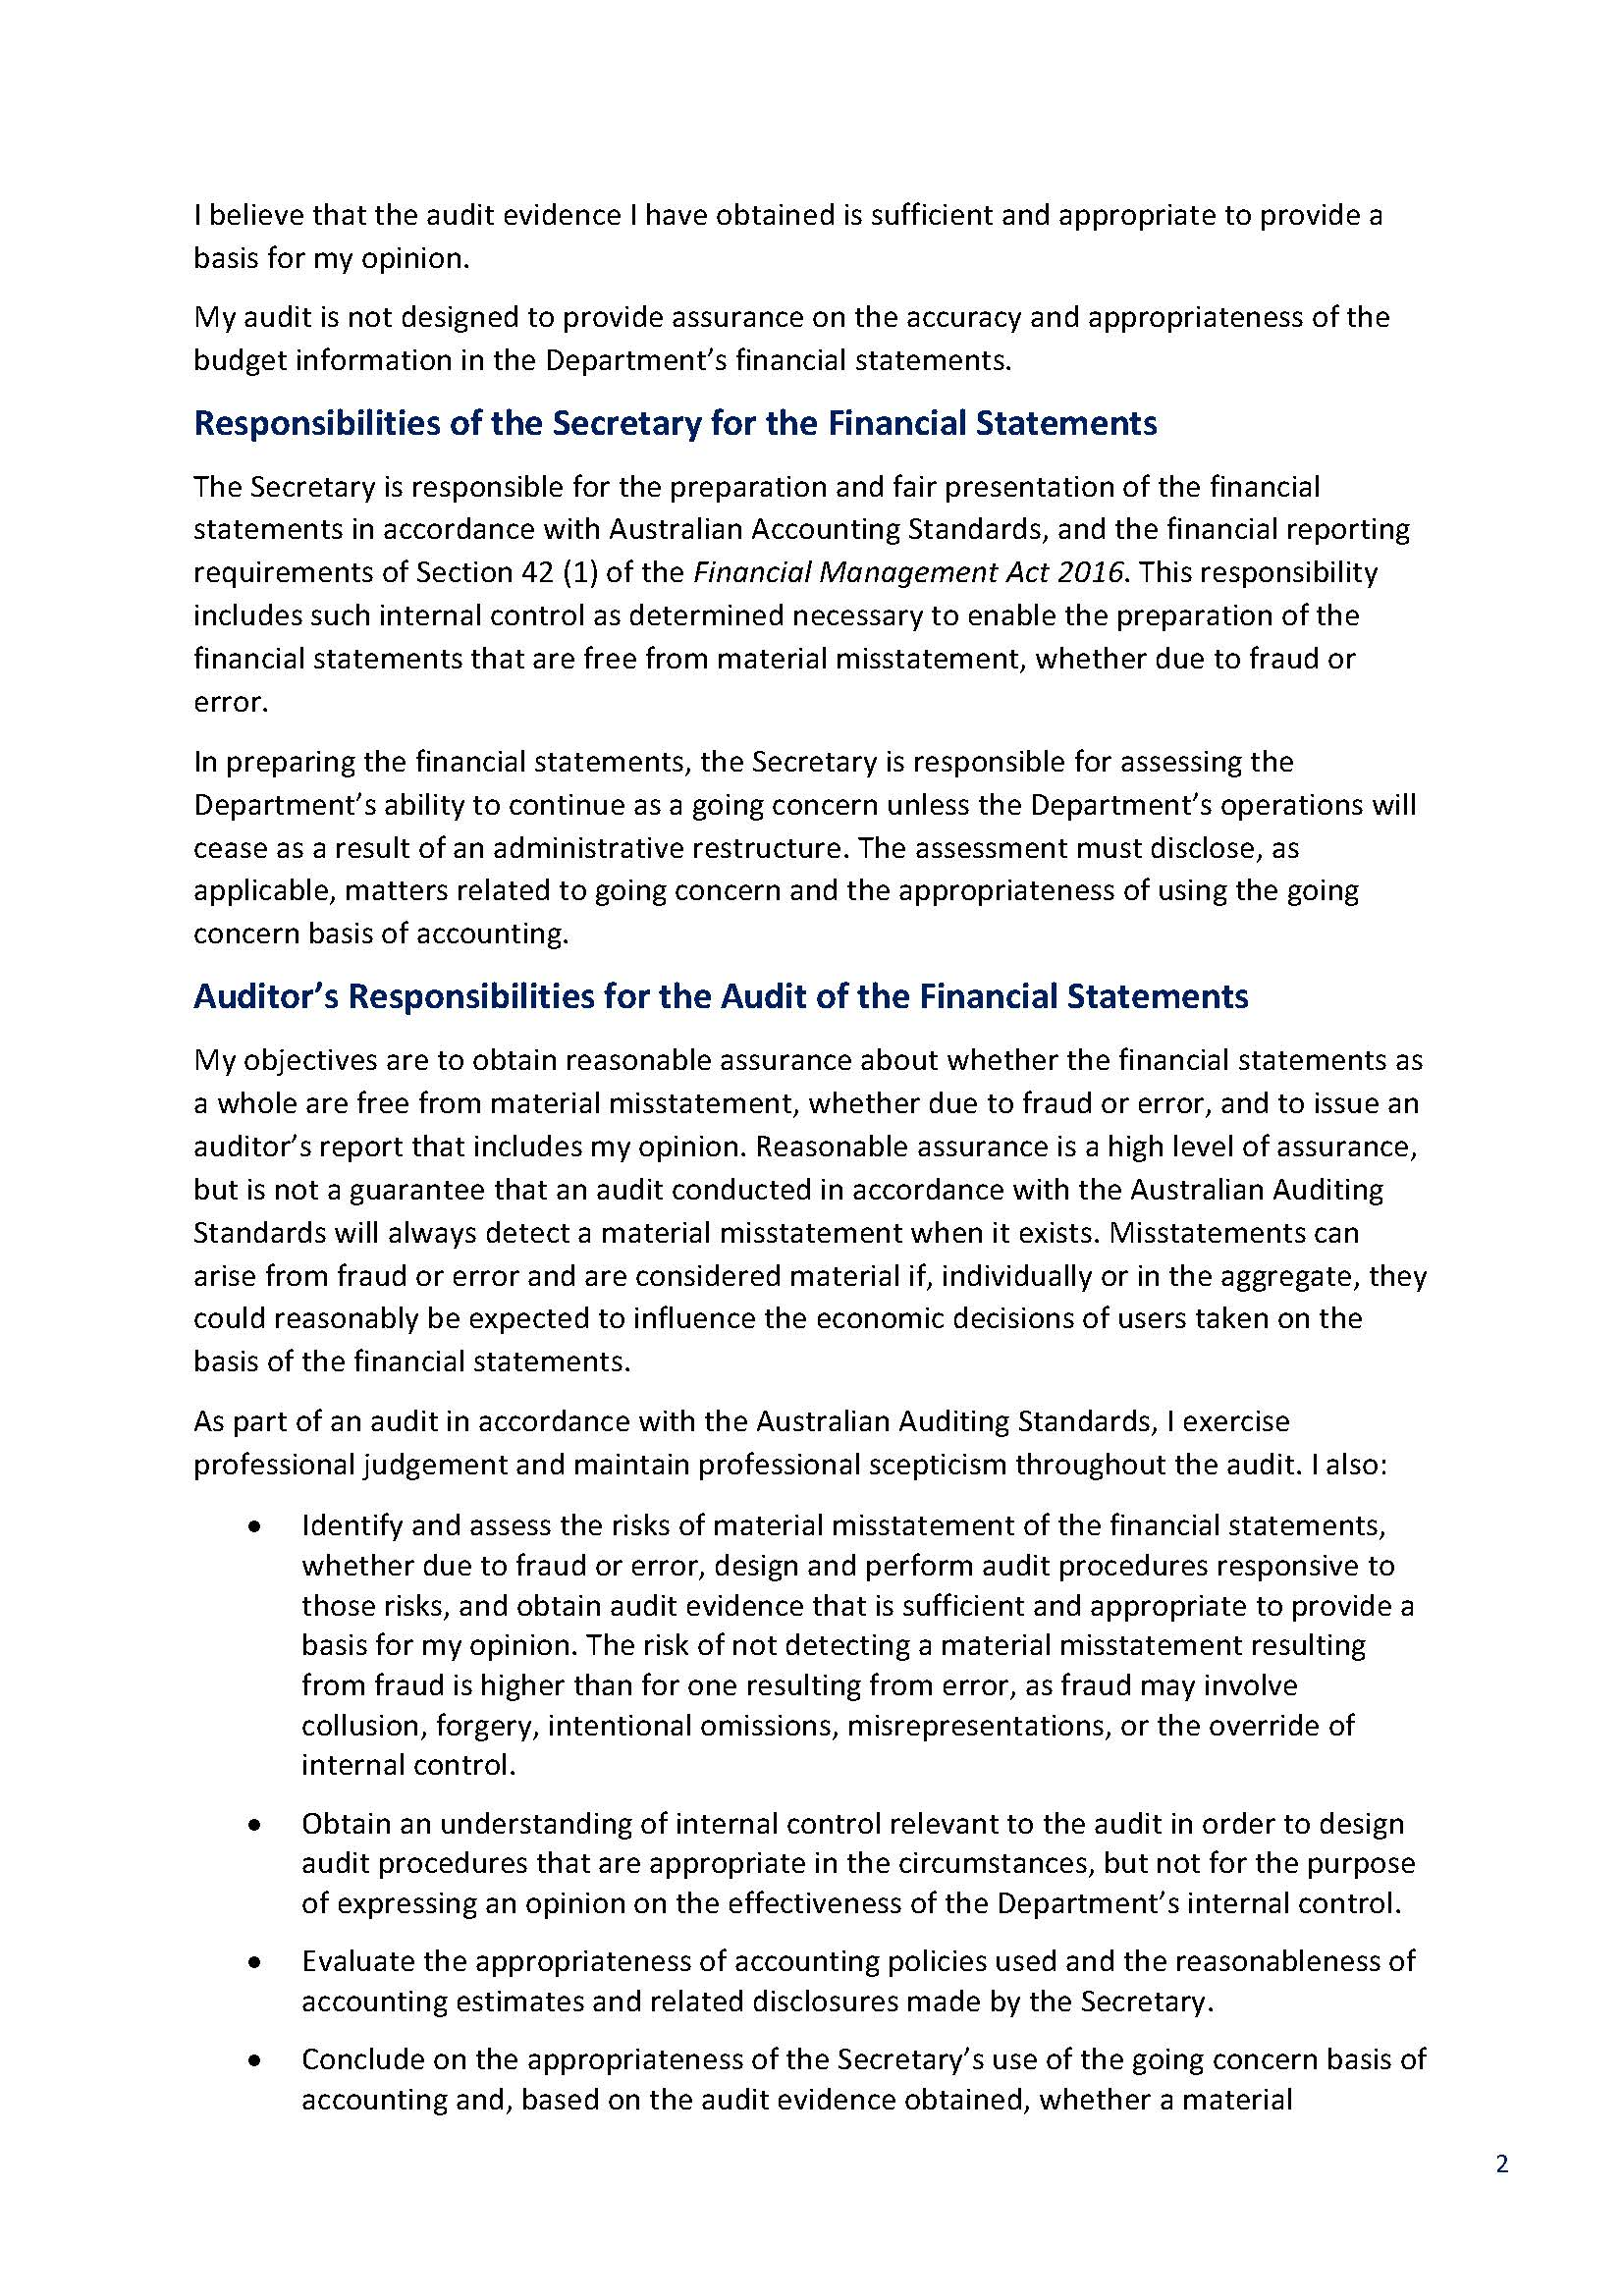 I believe that the audit evidence I have obtained is sufficient and appropriate to provide a
basis for my opinion.
My audit is not designed to provide assurance on the accuracy and appropriateness of the
budget information in the Department’s financial statements.
Responsibilities of the Secretary for the Financial Statements
The Secretary is responsible for the preparation and fair presentation of the financial
statements in accordance with Australian Accounting Standards, and the financial reporting
requirements of Section 42 (1) of the Financial Management Act 2016. This responsibility
includes such internal control as determined necessary to enable the preparation of the
financial statements that are free from material misstatement, whether due to fraud or
error.
In preparing the financial statements, the Secretary is responsible for assessing the
Department’s ability to continue as a going concern unless the Department’s operations will
cease as a result of an administrative restructure. The assessment must disclose, as
applicable, matters related to going concern and the appropriateness of using the going
concern basis of accounting.
Auditor’s Responsibilities for the Audit of the Financial Statements
My objectives are to obtain reasonable assurance about whether the financial statements as
a whole are free from material misstatement, whether due to fraud or error, and to issue an
auditor’s report that includes my opinion. Reasonable assurance is a high level of assurance,
but is not a guarantee that an audit conducted in accordance with the Australian Auditing
Standards will always detect a material misstatement when it exists. Misstatements can
arise from fraud or error and are considered material if, individually or in the aggregate, they
could reasonably be expected to influence the economic decisions of users taken on the
basis of the financial statements.
As part of an audit in accordance with the Australian Auditing Standards, I exercise
professional judgement and maintain professional scepticism throughout the audit. I also:
• Identify and assess the risks of material misstatement of the financial statements,
whether due to fraud or error, design and perform audit procedures responsive to
those risks, and obtain audit evidence that is sufficient and appropriate to provide a
basis for my opinion. The risk of not detecting a material misstatement resulting
from fraud is higher than for one resulting from error, as fraud may involve
collusion, forgery, intentional omissions, misrepresentations, or the override of
internal control.
• Obtain an understanding of internal control relevant to the audit in order to design
audit procedures that are appropriate in the circumstances, but not for the purpose
of expressing an opinion on the effectiveness of the Department’s internal control.
• Evaluate the appropriateness of accounting policies used and the reasonableness of
accounting estimates and related disclosures made by the Secretary.
• Conclude on the appropriateness of the Secretary’s use of the going concern basis of
accounting and, based on the audit evidence obtained, whether a material
2